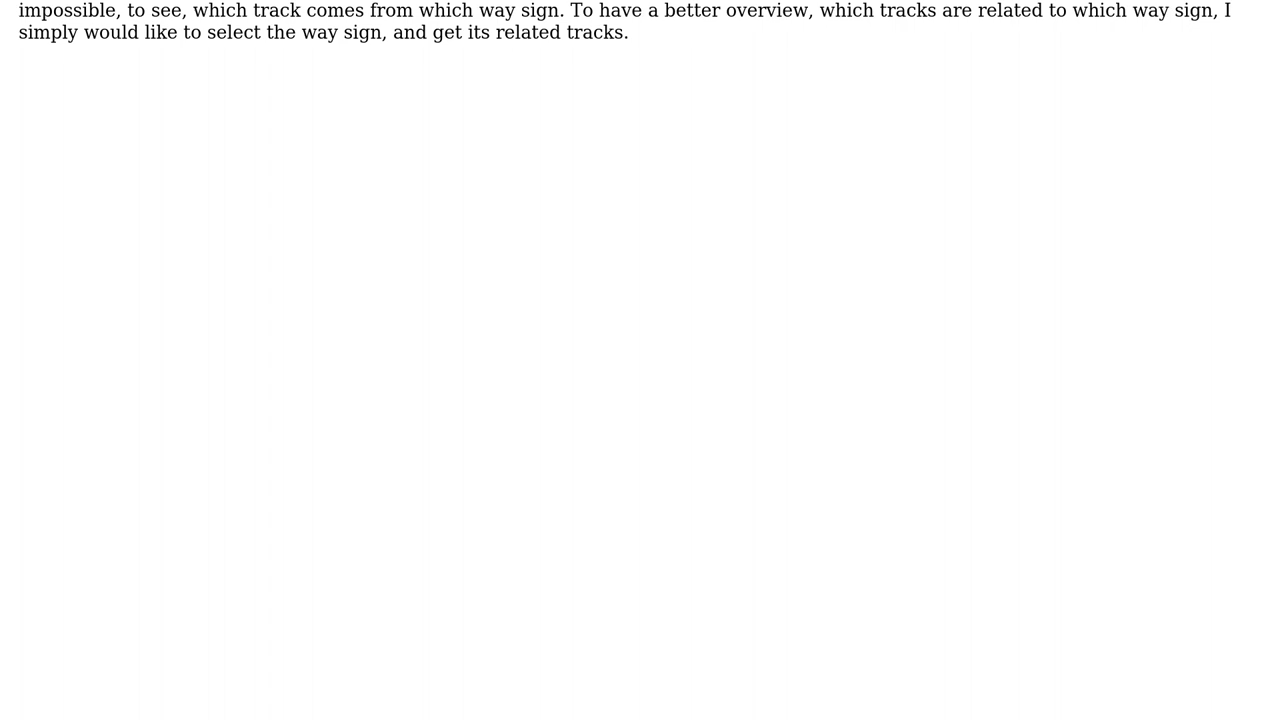 impossible, to see, which track comes from which way sign. To have a better overview, which tracks are related to which way sign, I
simply would like to select the way sign, and get its related tracks.